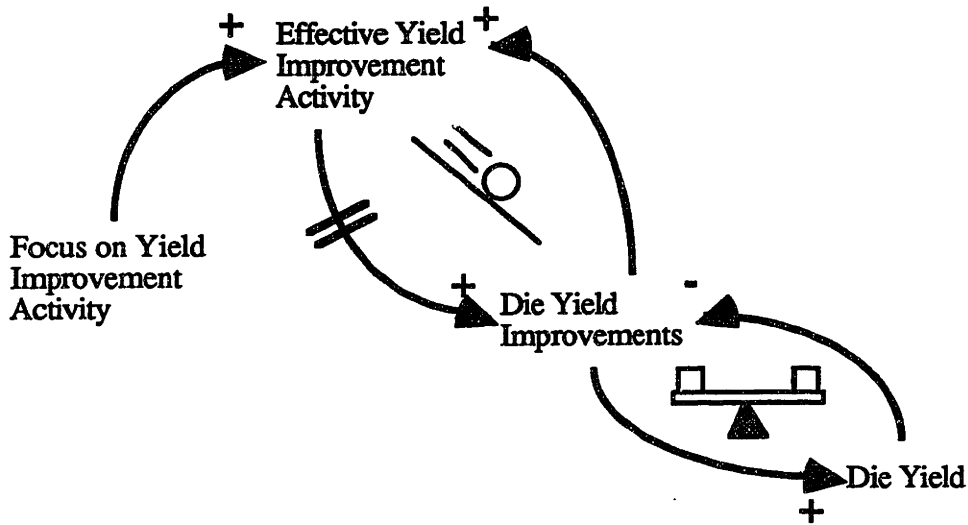 +
Effective Yield
+
Improvement
Activity
Focus on Yield
Improvement
Activity
+
Die Yield
-
Improvements
Die Yield
+